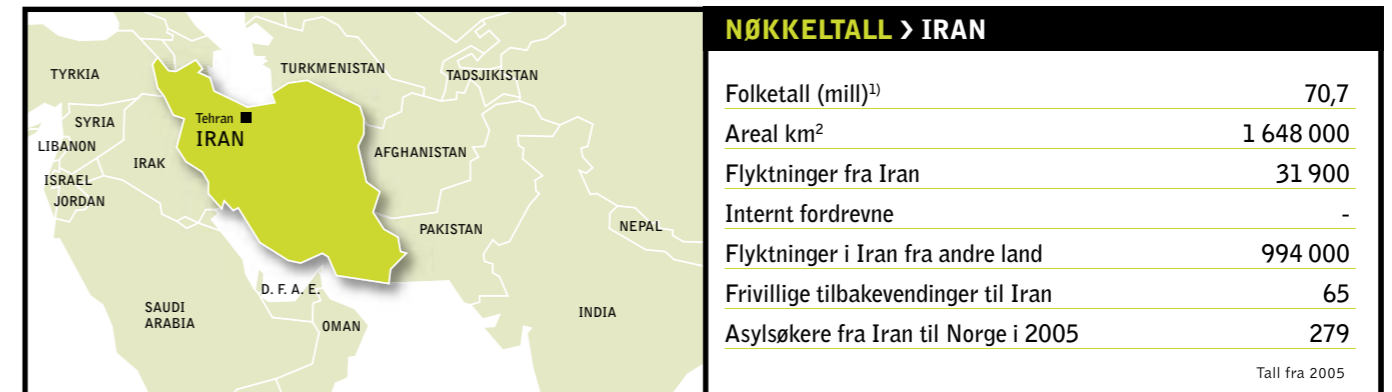 TYRKIA
TURKMENISTAN
TADSJIKISTAN
SYRIA
Tehran
LIBANON
IRAN
IRAK
AFGHANISTAN
ISRAEL
JORDAN
PAKISTAN
NEPAL
D. F. A. E.
SAUDI
ARABIA
OMAN
INDIA
NØKKELTALL > IRAN
Folketall (mill)¹⁾ 70,7
Areal km² 1 648 000
Flyktninger fra Iran 31 900
Internt fordrevne -
Flyktninger i Iran fra andre land 994 000
Frivillige tilbakevendinger til Iran 65
Asylsøkere fra Iran til Norge i 2005 279
Tall fra 2005